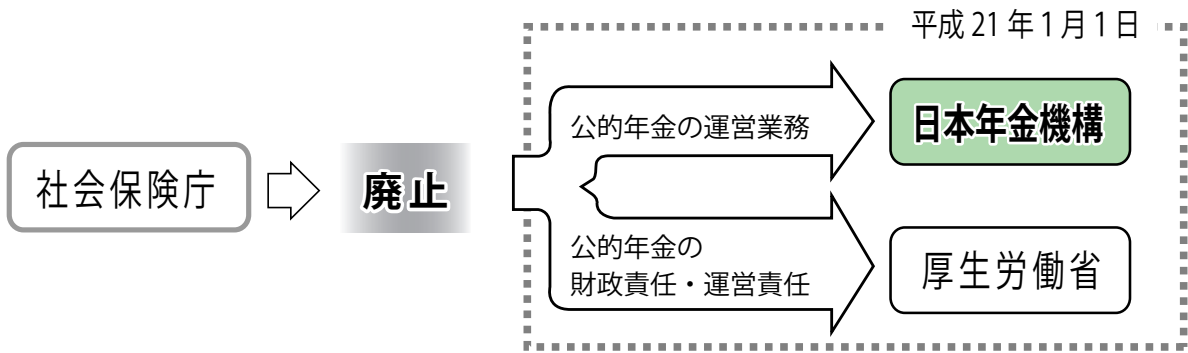 平成21年1月1日
社会保険庁
廃止
公的年金の運営業務
日本年金機構
公的年金の
財政責任・運営責任
厚生労働省